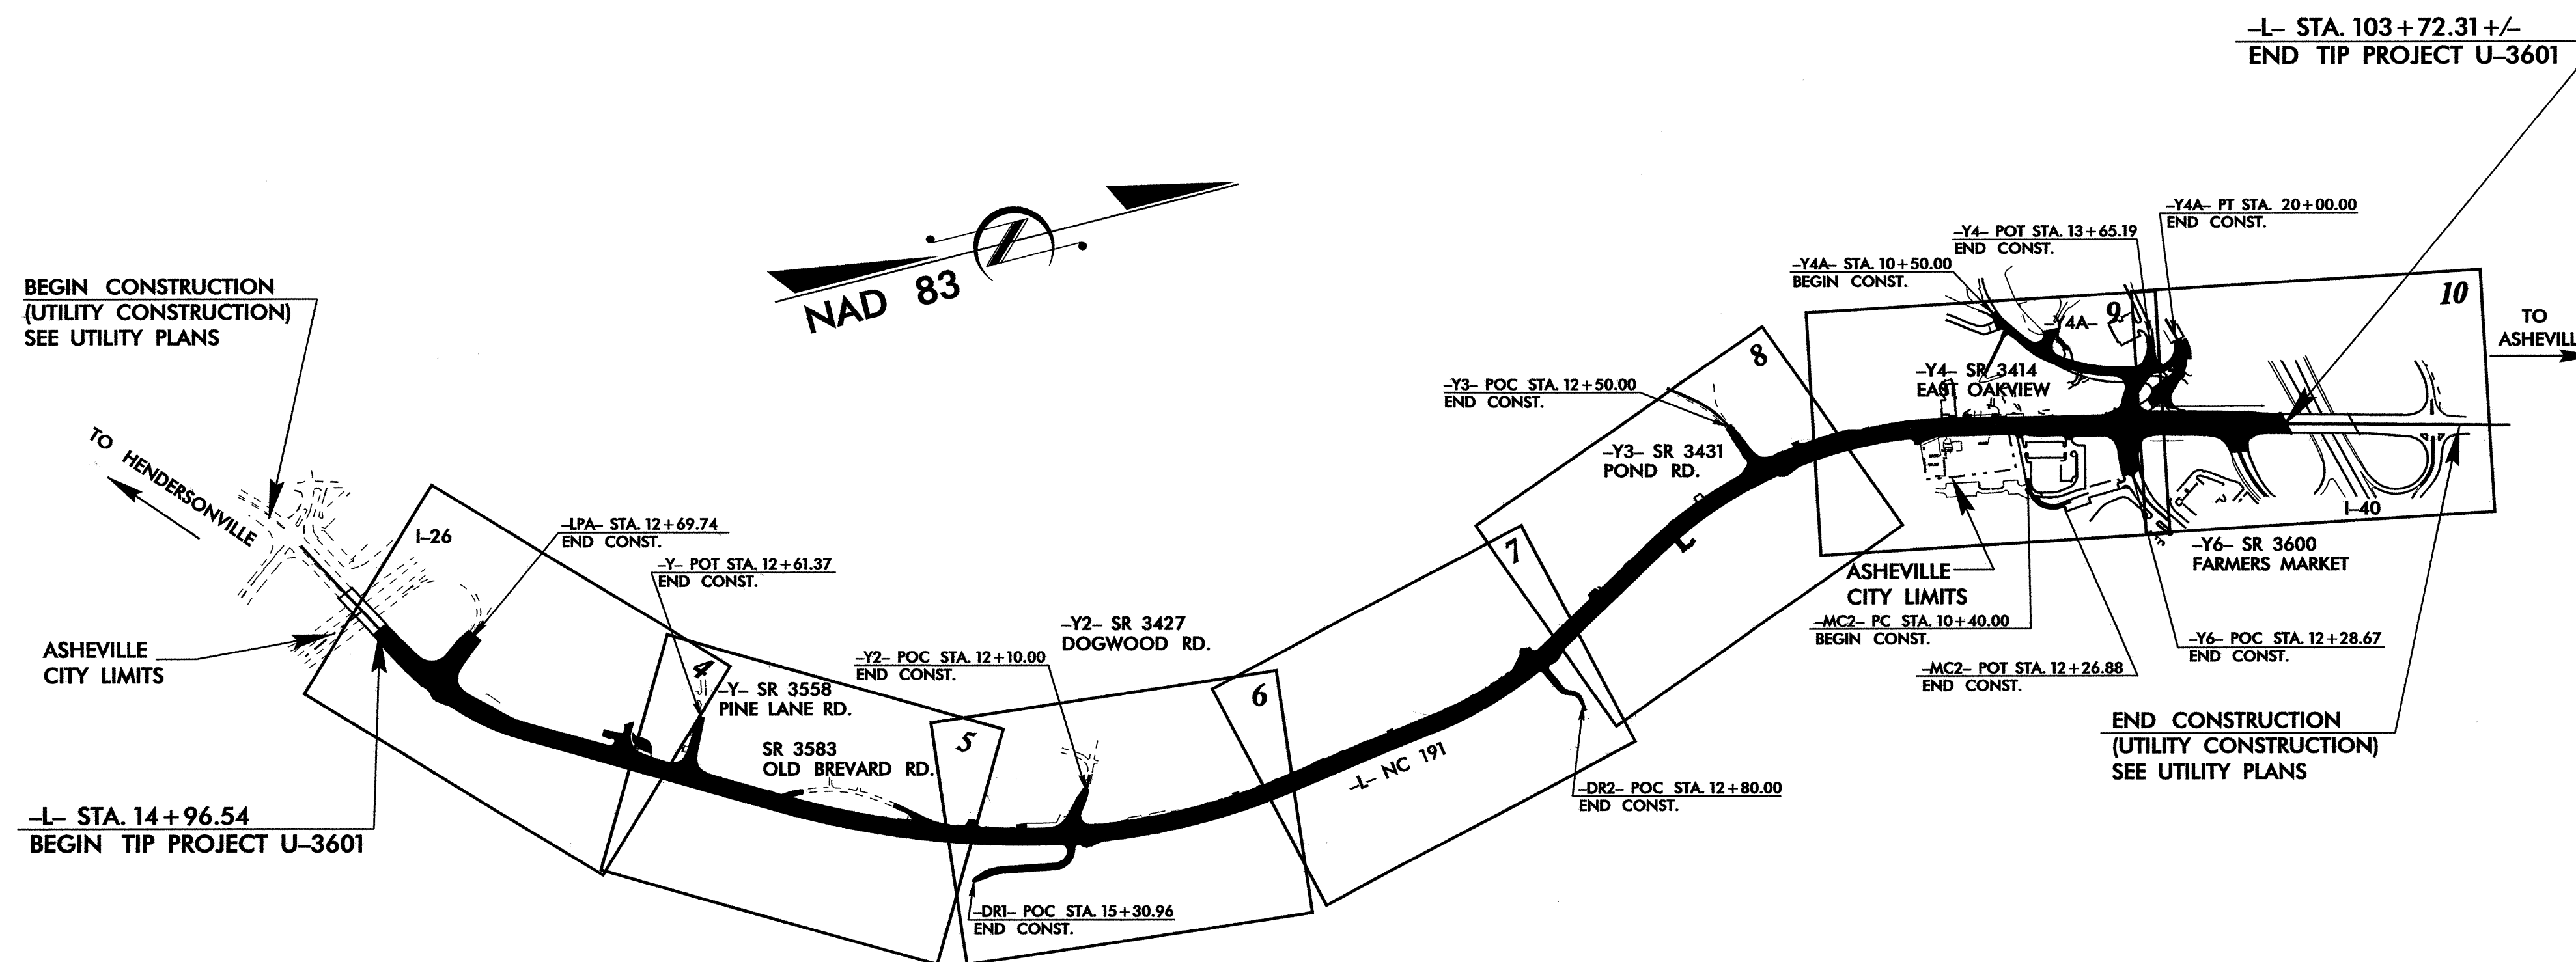 -L- STA. 103+72.31 +/-
END TIP PROJECT U-3601
-Y4A- PT STA. 20+00.00
END CONST.
-Y4- POT STA. 13+65.19
END CONST.
-Y4A- STA. 10+50.00
BEGIN CONST.
NAD 83
BEGIN CONSTRUCTION
(UTILITY CONSTRUCTION)
SEE UTILITY PLANS
10
9
-Y4A-
TO
ASHEVILL
8
-Y4- SR 3414
EAST OAKVIEW
-Y3- POC STA. 12+50.00
END CONST.
-Y3- SR 3431
POND RD.
TO HENDERSONVILLE
I-26
-LPA- STA. 12+69.74
END CONST.
-Y- POT STA. 12+61.37
END CONST.
7
I-40
-Y6- SR 3600
FARMERS MARKET
ASHEVILLE
CITY LIMITS
-MC2- PC STA. 10+40.00
BEGIN CONST.
-Y6- POC STA. 12+28.67
END CONST.
-MC2- POT STA. 12+26.88
END CONST.
ASHEVILLE
CITY LIMITS
-Y2- SR 3427
DOGWOOD RD.
-Y2- POC STA. 12+10.00
END CONST.
4
-Y- SR 3558
PINE LANE RD.
6
5
SR 3583
OLD BREVARD RD.
END CONSTRUCTION
(UTILITY CONSTRUCTION)
SEE UTILITY PLANS
-L- NC 191
-DR2- POC STA. 12+80.00
END CONST.
-L- STA. 14+96.54
BEGIN TIP PROJECT U-3601
-DR1- POC STA. 15+30.96
END CONST.